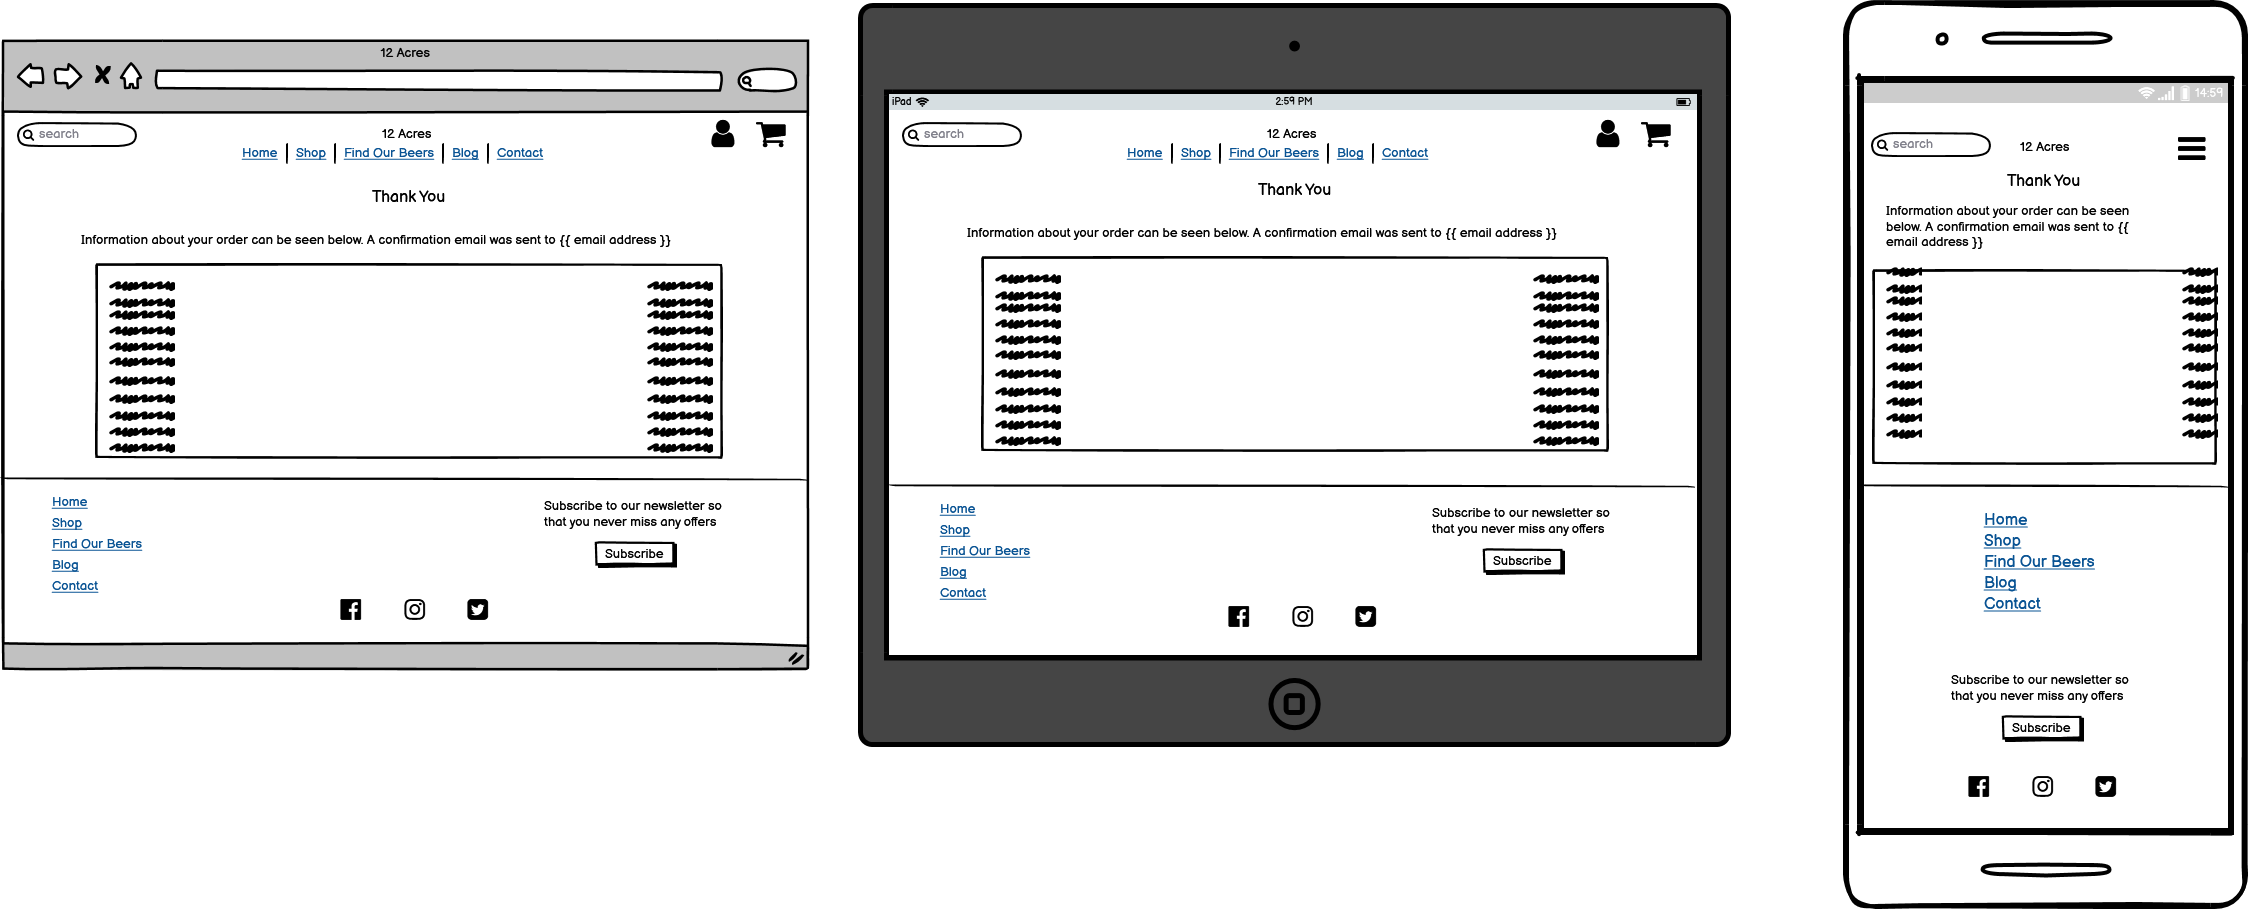 12 Acres
search
12 Acres
Home Shop Find Our Beers Blog Contact
Thank You
Information about your order can be seen below. A confirmation email was sent to {{ email address }}
Home
Shop
Find Our Beers
Blog
Contact
Subscribe to our newsletter so
that you never miss any offers
Subscribe
iPad
2:59 PM
search
12 Acres
Home Shop Find Our Beers Blog Contact
Thank You
Information about your order can be seen below. A confirmation email was sent to {{ email address }}
Home
Shop
Find Our Beers
Blog
Contact
Subscribe to our newsletter so
that you never miss any offers
Subscribe
14:59
search
12 Acres
Thank You
Information about your order can be seen
below. A confirmation email was sent to {{
email address }}
Home
Shop
Find Our Beers
Blog
Contact
Subscribe to our newsletter so
that you never miss any offers
Subscribe